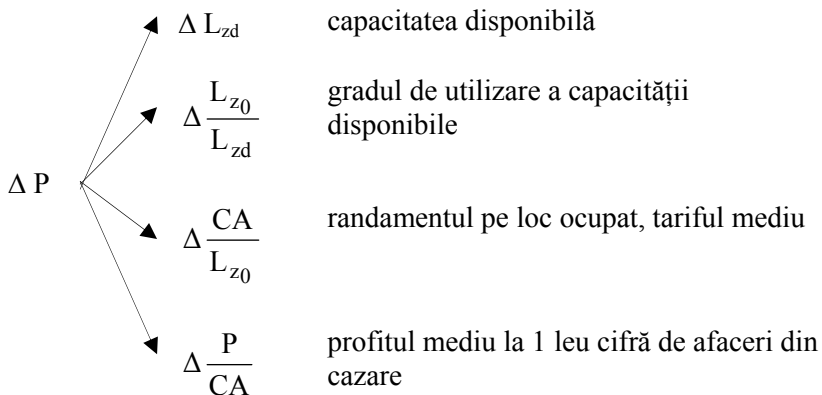 Δ L_zd capacitatea disponibilă
Δ L_z0 / L_zd gradul de utilizare a capacității
disponibile
Δ P
Δ CA / L_z0 randamentul pe loc ocupat, tariful mediu
Δ P / CA profitul mediu la 1 leu cifră de afaceri din
cazare